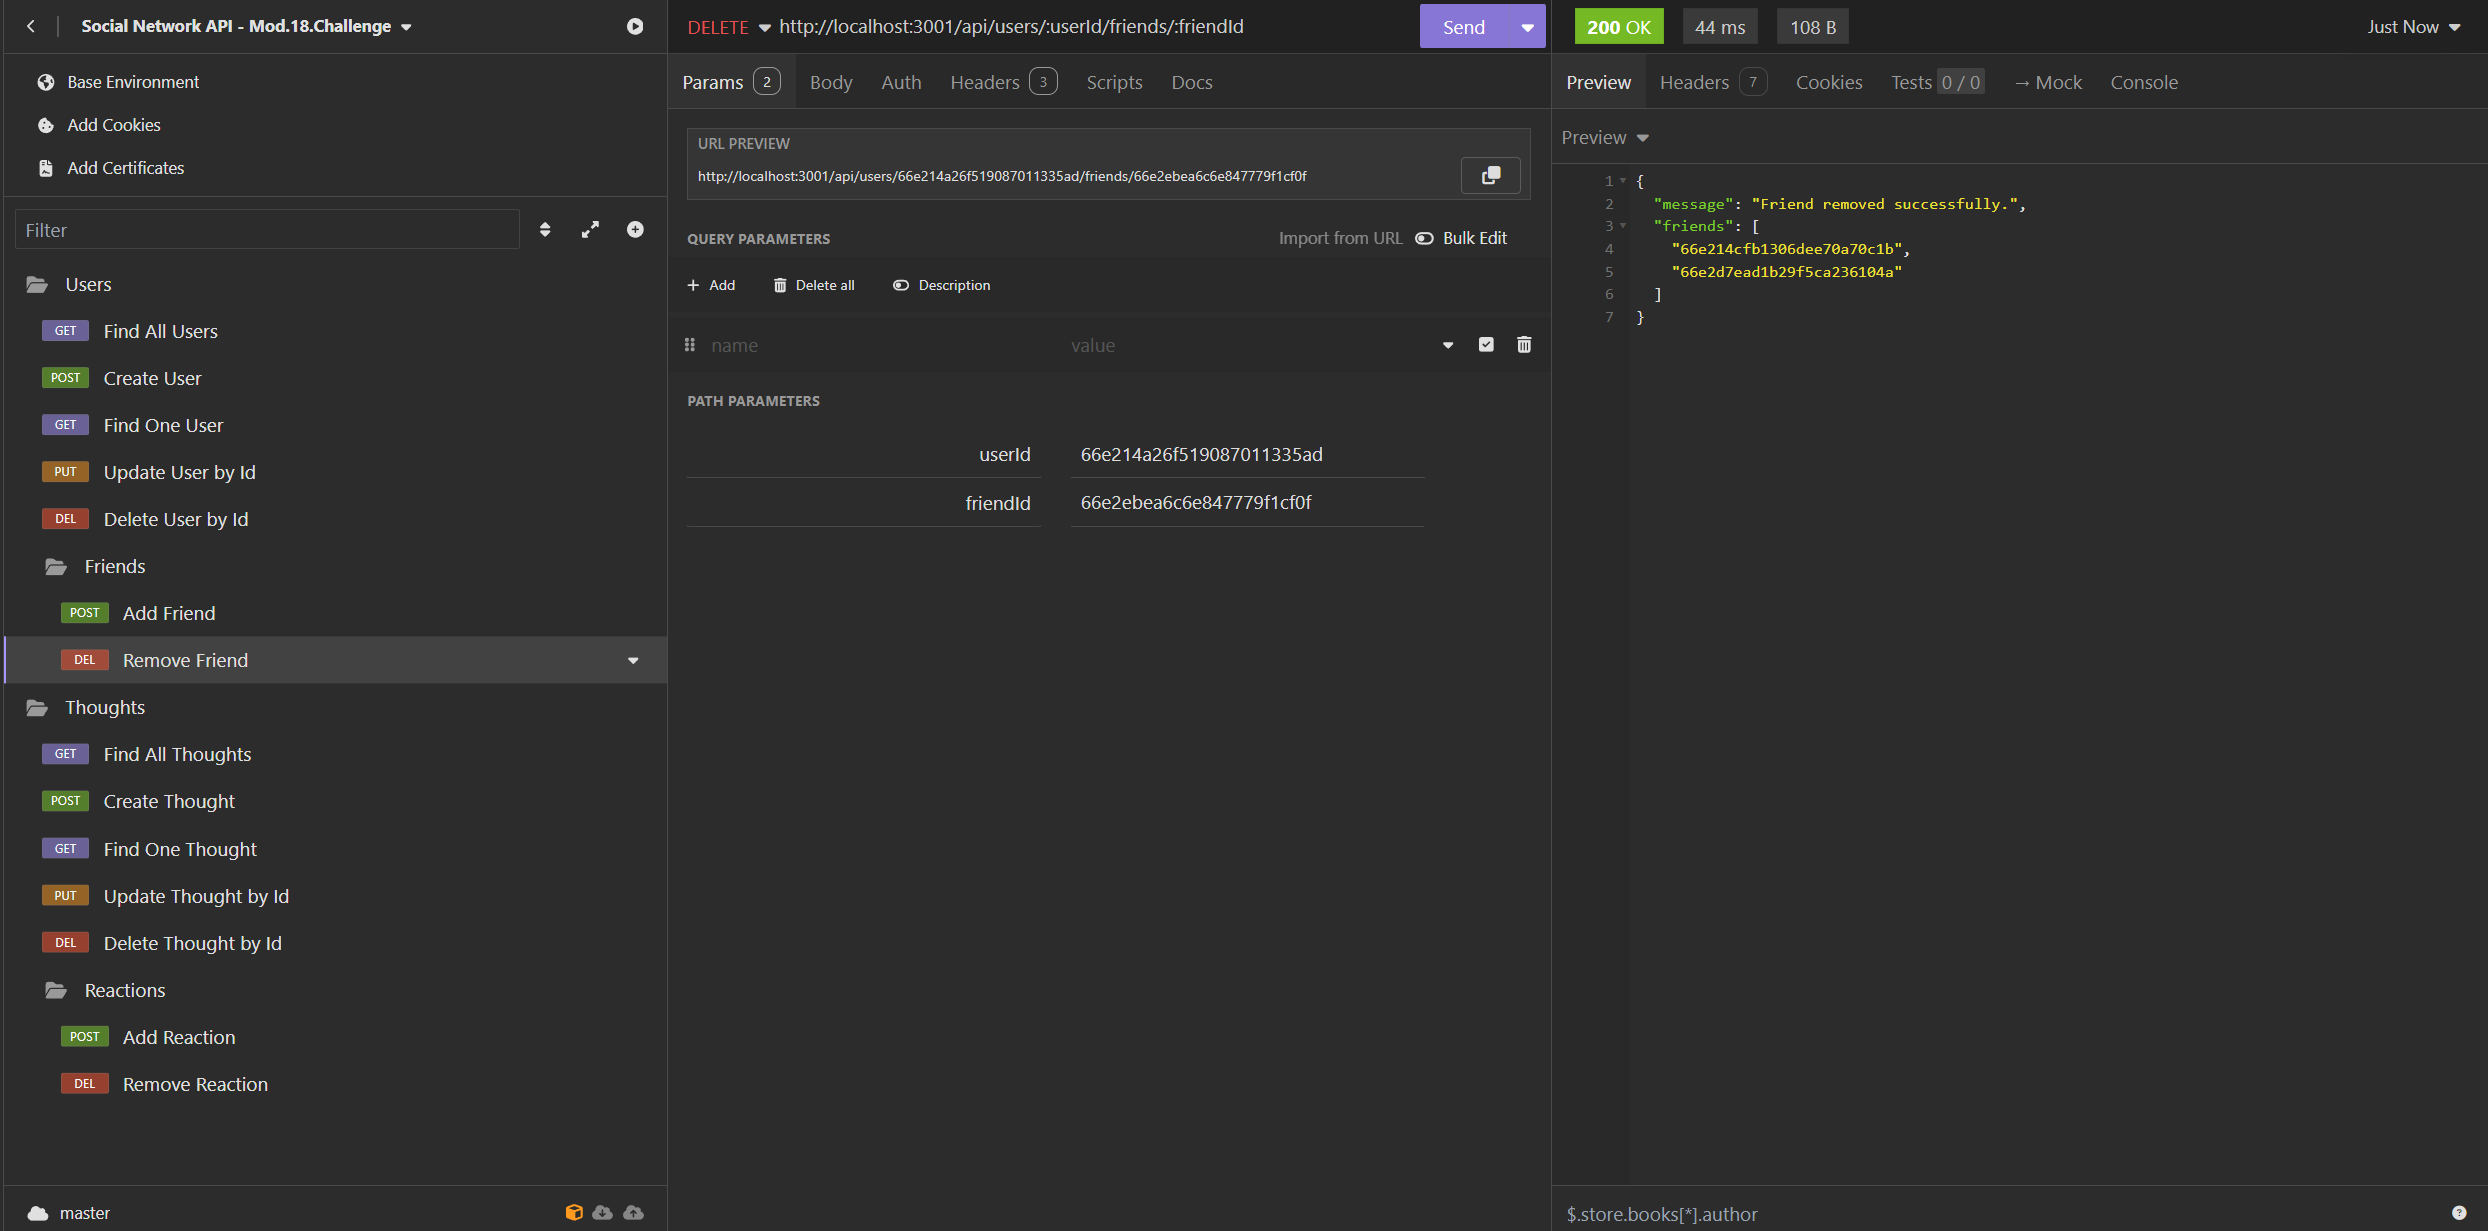 Social Network API - Mod.18.Challenge
Base Environment
Add Cookies
Add Certificates
Filter
Users
GET Find All Users
POST Create User
GET Find One User
PUT Update User by Id
DEL Delete User by Id
Friends
POST Add Friend
DEL Remove Friend
Thoughts
GET Find All Thoughts
POST Create Thought
GET Find One Thought
PUT Update Thought by Id
DEL Delete Thought by Id
Reactions
POST Add Reaction
DEL Remove Reaction
master
DELETE http://localhost:3001/api/users/:userId/friends/:friendId Send
Params 2 Body Auth Headers 3 Scripts Docs
URL PREVIEW
http://localhost:3001/api/users/66e214a26f519087011335ad/friends/66e2ebea6c6e847779f1cf0f
QUERY PARAMETERS Import from URL Bulk Edit
+ Add Delete all Description
name value
PATH PARAMETERS
userId 66e214a26f519087011335ad
friendId 66e2ebea6c6e847779f1cf0f
200 OK 44 ms 108 B Just Now
Preview Headers 7 Cookies Tests 0 / 0 → Mock Console
Preview
1 {
2 "message": "Friend removed successfully.",
3 "friends": [
4 "66e214cfb1306dee70a70c1b",
5 "66e2d7ead1b29f5ca236104a"
6 ]
7 }
$.store.books[*].author